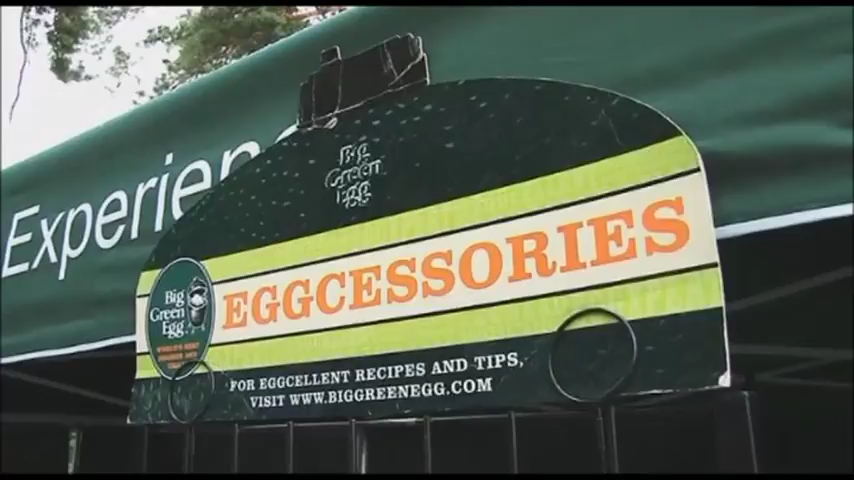 Experien
Big
Green
Egg
EGGCESSORIES
Big
Green
Egg
FOR EGGCELLENT RECIPES AND TIPS,
VISIT WWW.BIGGREENEGG.COM